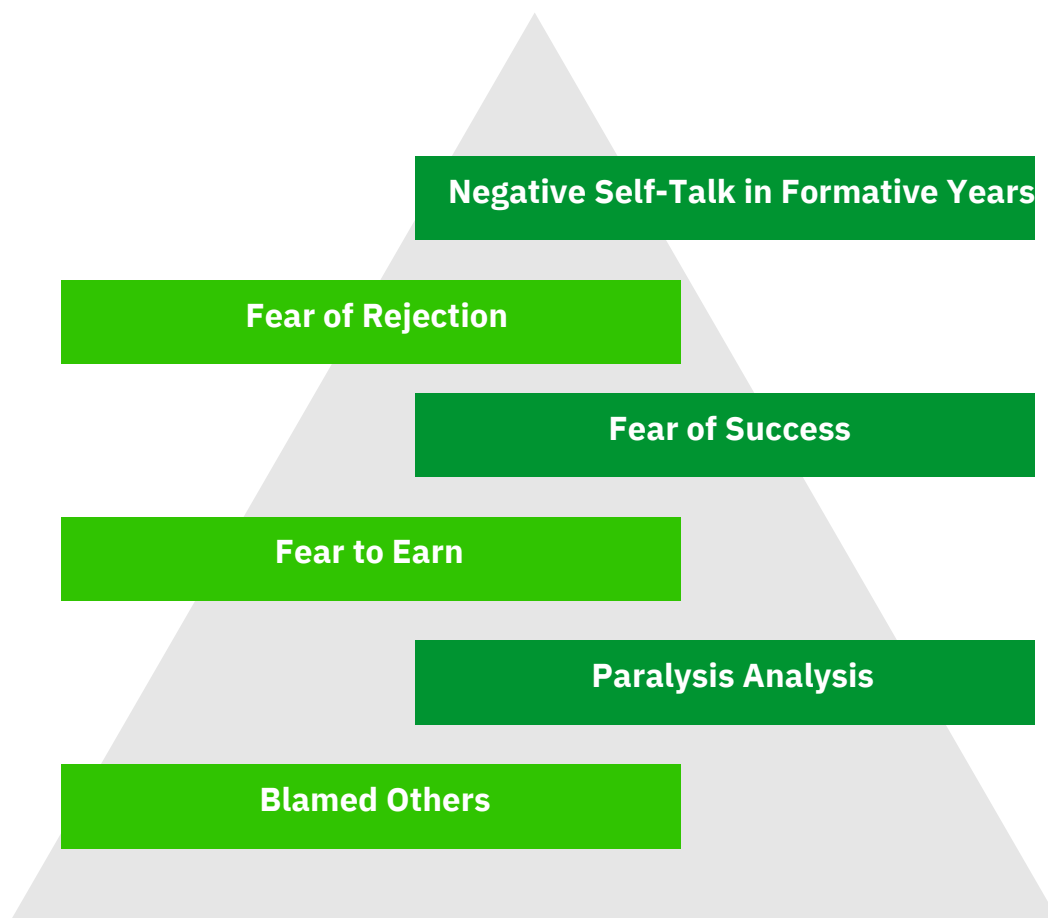 Negative Self-Talk in Formative Years
Fear of Rejection
Fear of Success
Fear to Earn
Paralysis Analysis
Blamed Others